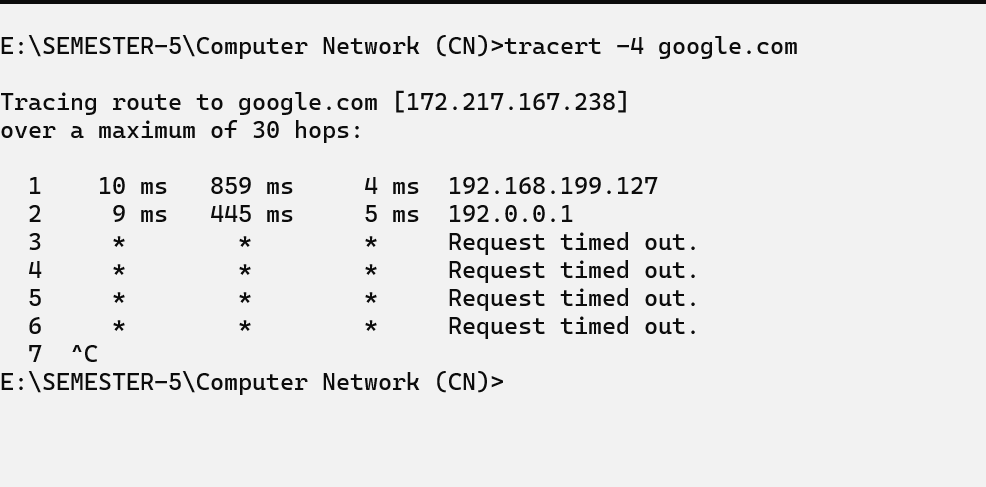 E:\SEMESTER-5\Computer Network (CN)>tracert -4 google.com
Tracing route to google.com [172.217.167.238]
over a maximum of 30 hops:
1 10 ms 859 ms 4 ms 192.168.199.127
2 9 ms 445 ms 5 ms 192.0.0.1
3 * * * Request timed out.
4 * * * Request timed out.
5 * * * Request timed out.
6 * * * Request timed out.
7 ^C
E:\SEMESTER-5\Computer Network (CN)>